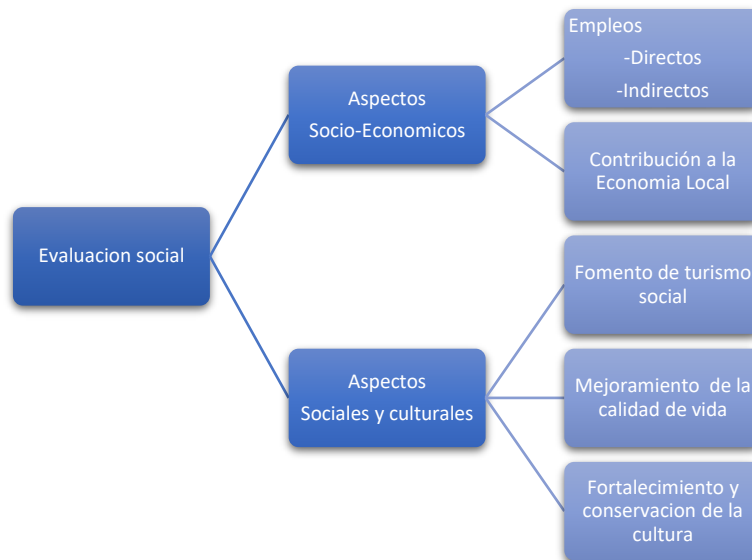 Evaluacion social
Aspectos
Socio-Economicos
Empleos
-Directos
-Indirectos
Contribución a la
Economia Local
Aspectos
Sociales y culturales
Fomento de turismo
social
Mejoramiento de la
calidad de vida
Fortalecimiento y
conservacion de la
cultura